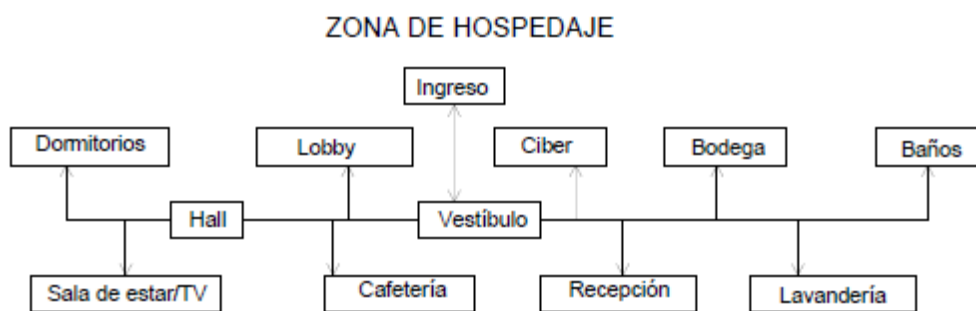 ZONA DE HOSPEDAJE
Ingreso
Dormitorios
Lobby
Ciber
Bodega
Baños
Hall
Vestíbulo
Sala de estar/TV
Cafetería
Recepción
Lavandería